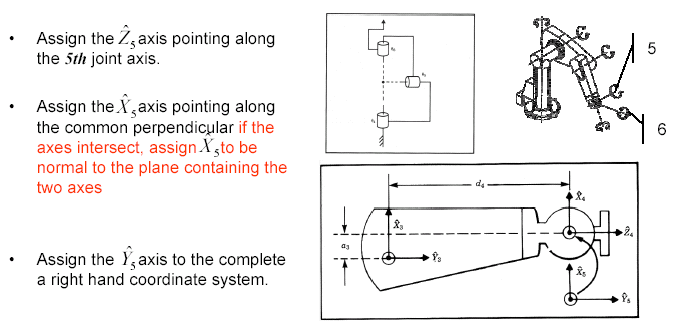 • Assign the Ẑ₅ axis pointing along
the 5th joint axis.
• Assign the X̂₅ axis pointing along
the common perpendicular if the
axes intersect, assign X̂₅ to be
normal to the plane containing the
two axes
• Assign the Ŷ₅ axis to the complete
a right hand coordinate system.
5
6
d₄
X̂₄
X̂₃
a₃
Ẑ₄
Ŷ₃
X̂₅
Ŷ₅